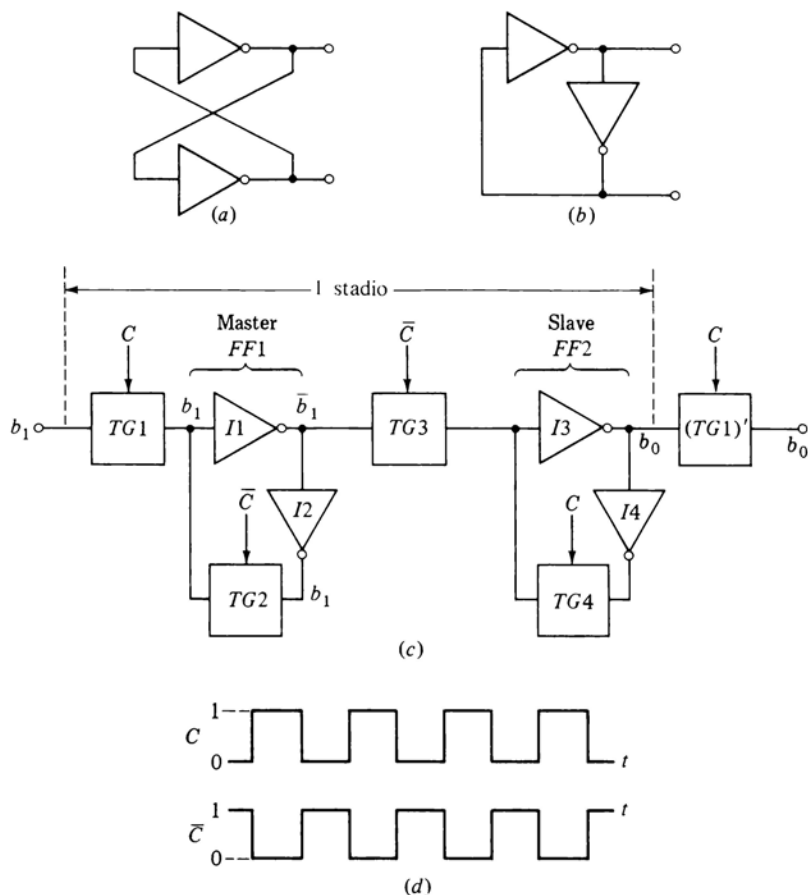 (a)
(b)
1 stadio
Master
FF1
Slave
FF2
C
C̅
C
b₁
TG1
b₁
I1
b̅₁
TG3
I3
b₀
(TG1)′
b₀
C̅
I2
C
I4
TG2
b₁
TG4
(c)
C
1
0
t
C̅
1
0
t
(d)